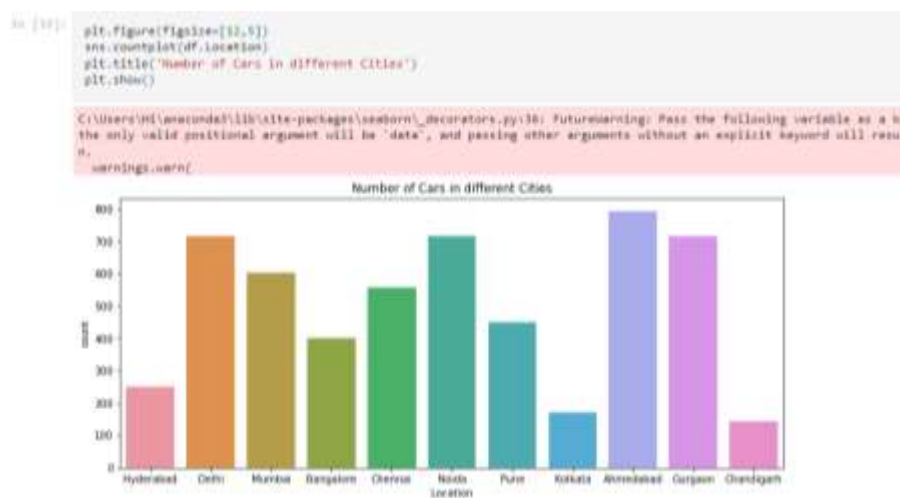 plt.figure(figsize=[12,5])
sns.countplot(df.Location)
plt.title('Number of Cars in different Cities')
plt.show()
C:\Users\HI\anaconda3\lib\site-packages\seaborn\_decorators.py:36: FutureWarning: Pass the following variable as a
the only valid positional argument will be `data`, and passing other arguments without an explicit keyword will
n.
warnings.warn(
Number of Cars in different Cities
800
700
600
500
400
300
200
100
0
count
Hyderabad Delhi Mumbai Bangalore Chennai Noida Pune Kolkata Ahmedabad Gurgaon Chandigarh
Location